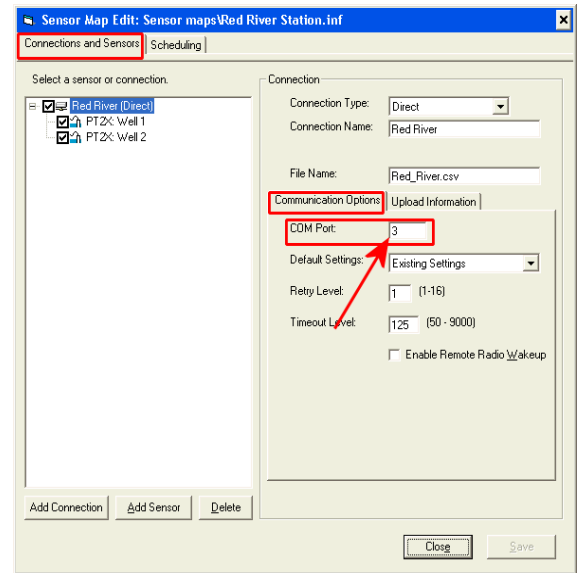 Sensor Map Edit: Sensor maps\Red River Station.inf
Connections and Sensors Scheduling
Select a sensor or connection.
Red River (Direct)
PT2X: Well 1
PT2X: Well 2
Add Connection Add Sensor Delete
Connection
Connection Type: Direct
Connection Name: Red River
File Name: Red_River.csv
Communication Options Upload Information
COM Port: 3
Default Settings: Existing Settings
Retry Level: 1 (1-16)
Timeout Level: 125 (50 - 9000)
Enable Remote Radio Wakeup
Close Save